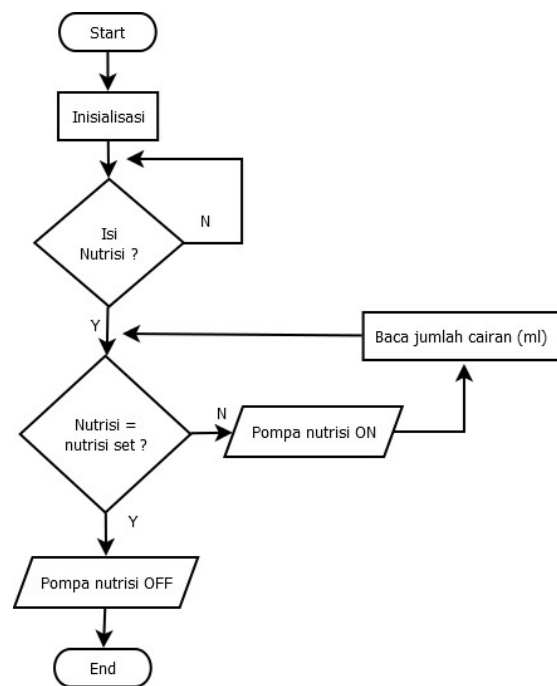 Start
Inisialisasi
Isi
Nutrisi ?
N
Y
Baca jumlah cairan (ml)
Nutrisi =
nutrisi set ?
N
Pompa nutrisi ON
Y
Pompa nutrisi OFF
End